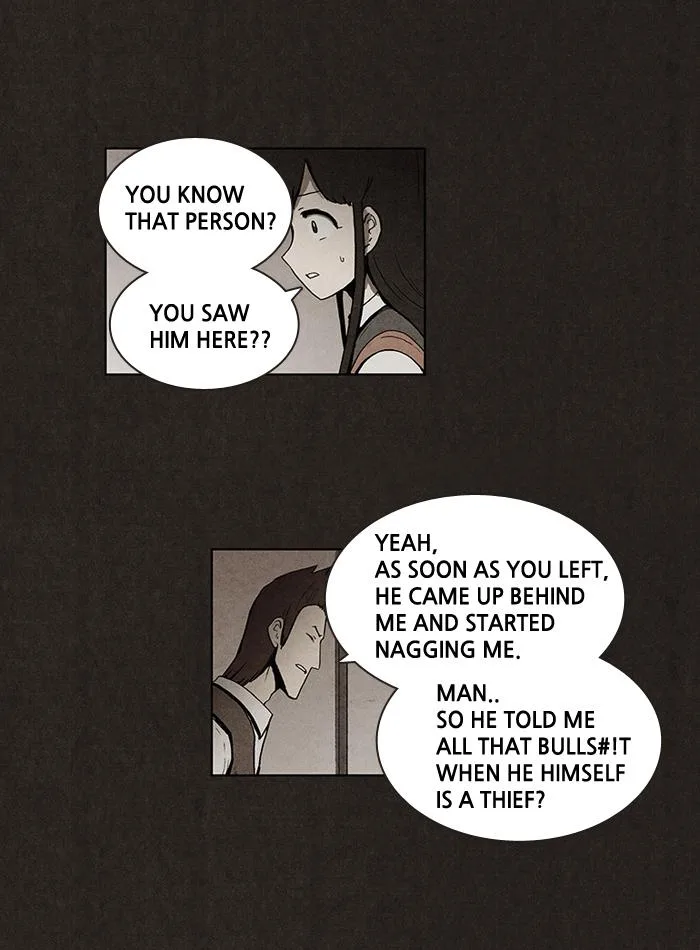 YOU KNOW
THAT PERSON?
YOU SAW
HIM HERE??
YEAH,
AS SOON AS YOU LEFT,
HE CAME UP BEHIND
ME AND STARTED
NAGGING ME.
MAN..
SO HE TOLD ME
ALL THAT BULLS#!T
WHEN HE HIMSELF
IS A THIEF?